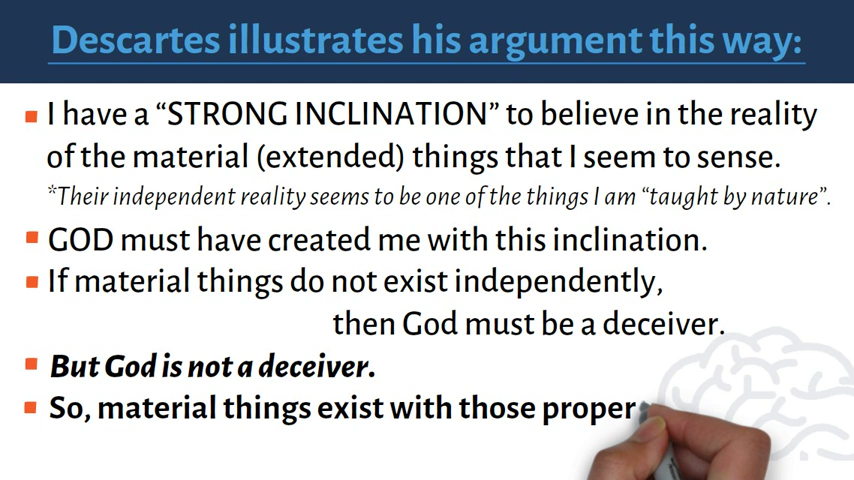 Descartes illustrates his argument this way:
I have a “STRONG INCLINATION” to believe in the reality
of the material (extended) things that I seem to sense.
*Their independent reality seems to be one of the things I am “taught by nature”.
GOD must have created me with this inclination.
If material things do not exist independently,
then God must be a deceiver.
But God is not a deceiver.
So, material things exist with those proper